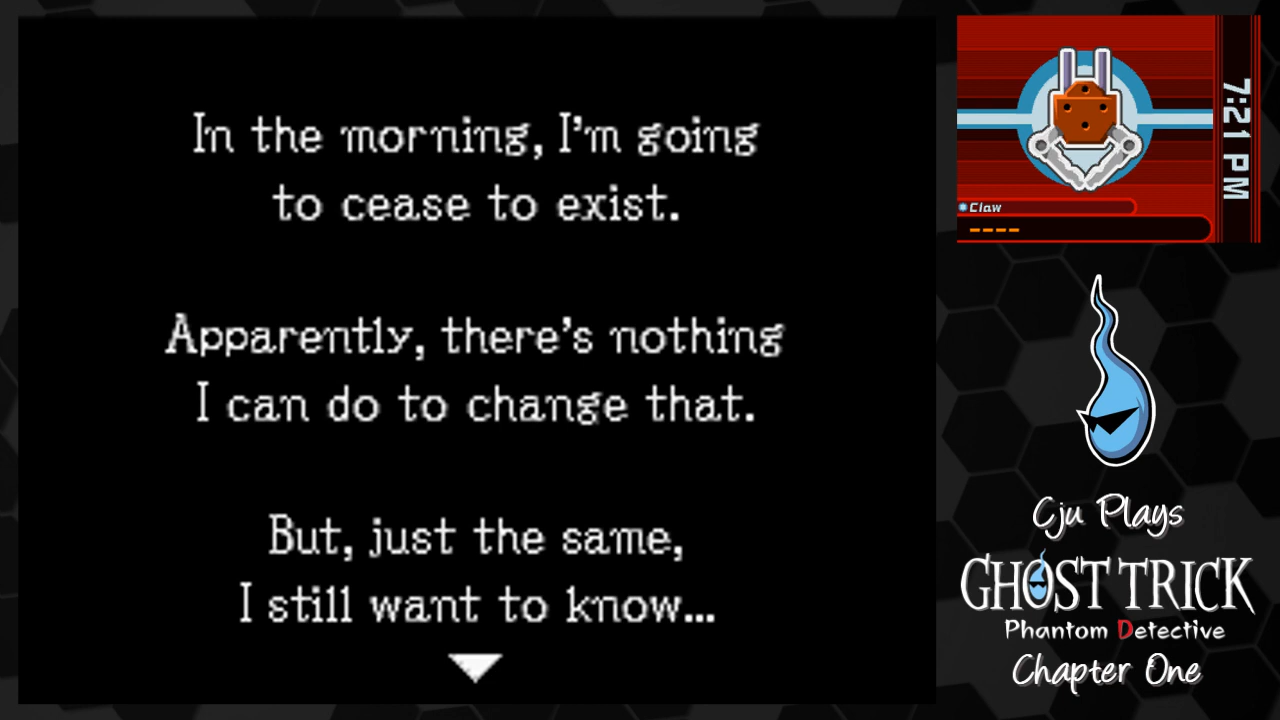 In the morning, I'm going
to cease to exist.
Apparently, there's nothing
I can do to change that.
But, just the same,
I still want to know...
7:21 PM
Claw
----
Cju Plays
GHOST TRICK
Phantom Detective
Chapter One